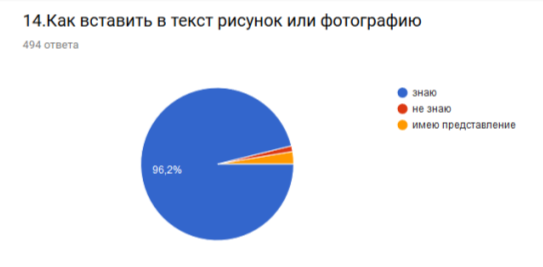 14.Как вставить в текст рисунок или фотографию
494 ответа
знаю
не знаю
имею представление
96,2%